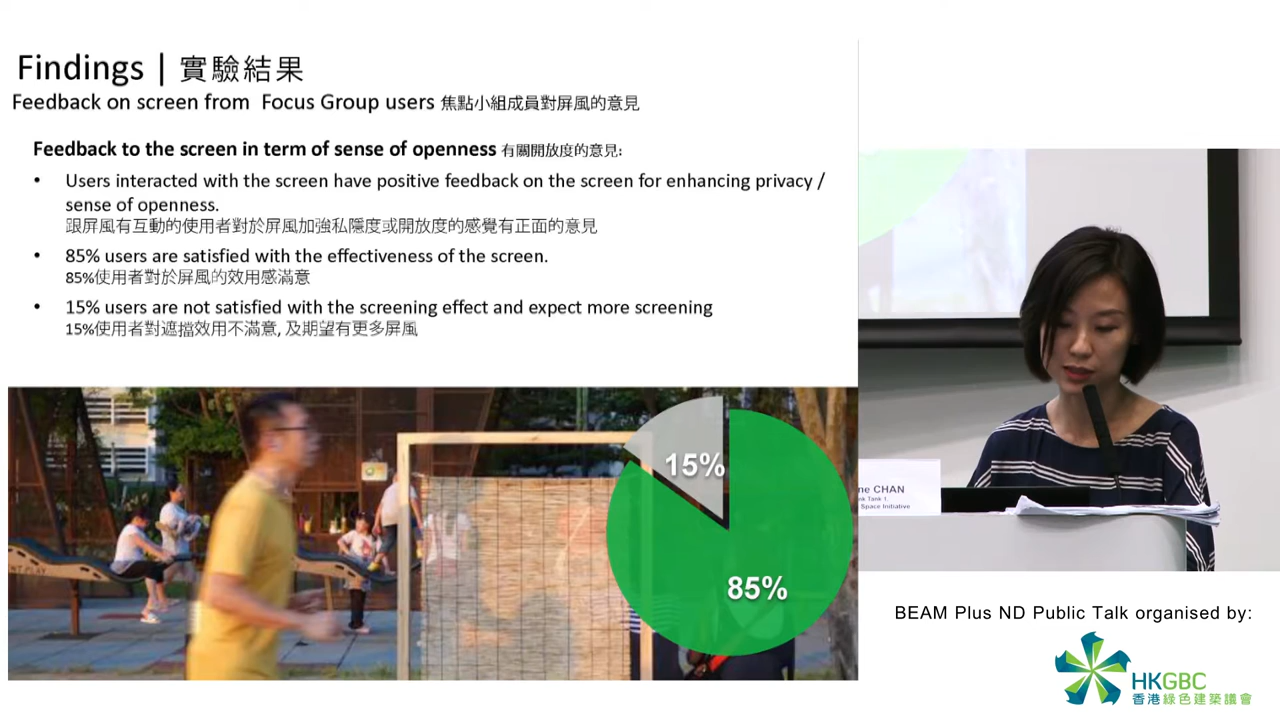 Findings | 實驗結果
Feedback on screen from Focus Group users 焦點小組成員對屏風的意見
Feedback to the screen in term of sense of openness 有關開放度的意見:
• Users interacted with the screen have positive feedback on the screen for enhancing privacy /
sense of openness.
跟屏風有互動的使用者對於屏風加強私隱度或開放度的感覺有正面的意見
• 85% users are satisfied with the effectiveness of the screen.
85%使用者對於屏風的效用感滿意
• 15% users are not satisfied with the screening effect and expect more screening
15%使用者對遮擋效用不滿意, 及期望有更多屏風
15%
85%
ne CHAN
Tank 1.
Space Initiative
BEAM Plus ND Public Talk organised by:
HKGBC
香港綠色建築議會